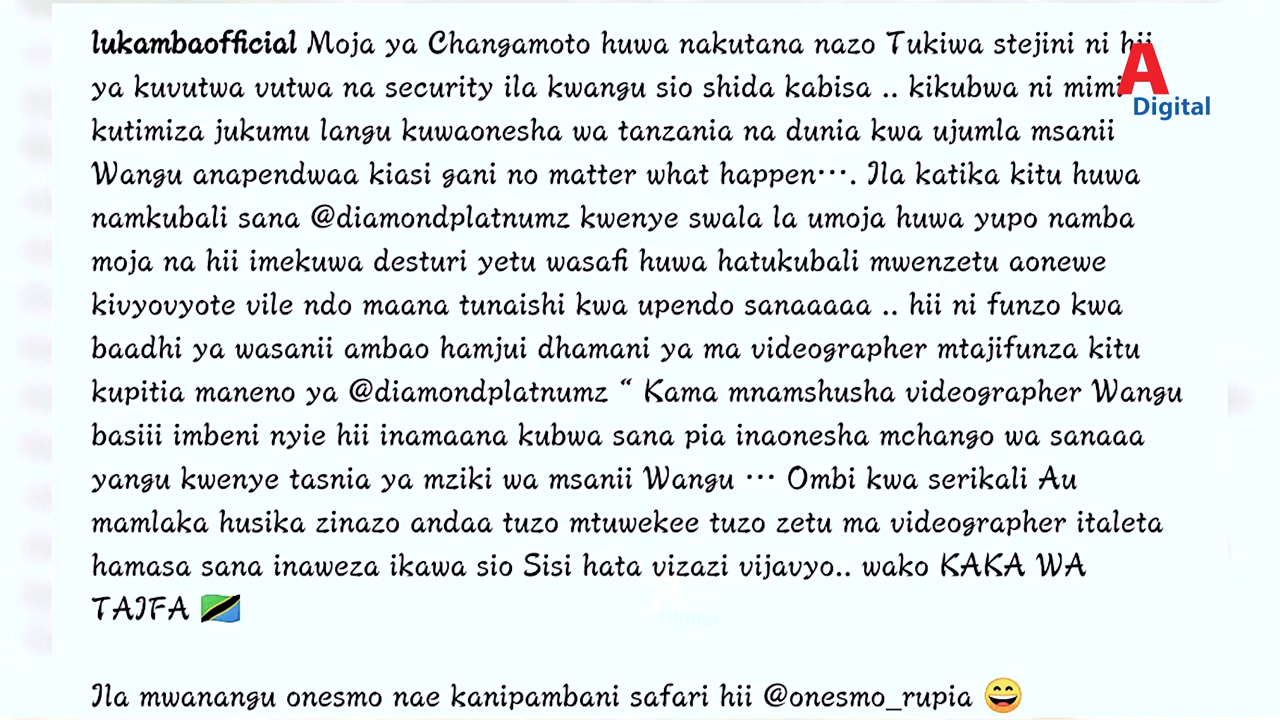 lukambaofficial Moja ya Changamoto huwa nakutana nazo Tukiwa stejini ni hii
ya kuvutwa vutwa na security ila kwangu sio shida kabisa .. kikubwa ni mimi
kutimiza jukumu langu kuwaonesha wa tanzania na dunia kwa ujumla msanii
Wangu anapendwaa kiasi gani no matter what happen…. Ila katika kitu huwa
namkubali sana @diamondplatnumz kwenye swala la umoja huwa yupo namba
moja na hii imekuwa desturi yetu wasafi huwa hatukubali mwenzetu aonewe
kivyovyote vile ndo maana tunaishi kwa upendo sanaaaaa .. hii ni funzo kwa
baadhi ya wasanii ambao hamjui dhamani ya ma videographer mtajifunza kitu
kupitia maneno ya @diamondplatnumz “ Kama mnamshusha videographer Wangu
basiii imbeni nyie hii inamaana kubwa sana pia inaonesha mchango wa sanaaa
yangu kwenye tasnia ya mziki wa msanii Wangu … Ombi kwa serikali Au
mamlaka husika zinazo andaa tuzo mtuwekee tuzo zetu ma videographer italeta
hamasa sana inaweza ikawa sio Sisi hata vizazi vijavyo.. wako KAKA WA
TAIFA 🇹🇿
Ila mwanangu onesmo nae kanipambani safari hii @onesmo_rupia 😄
A
Digital
Digital